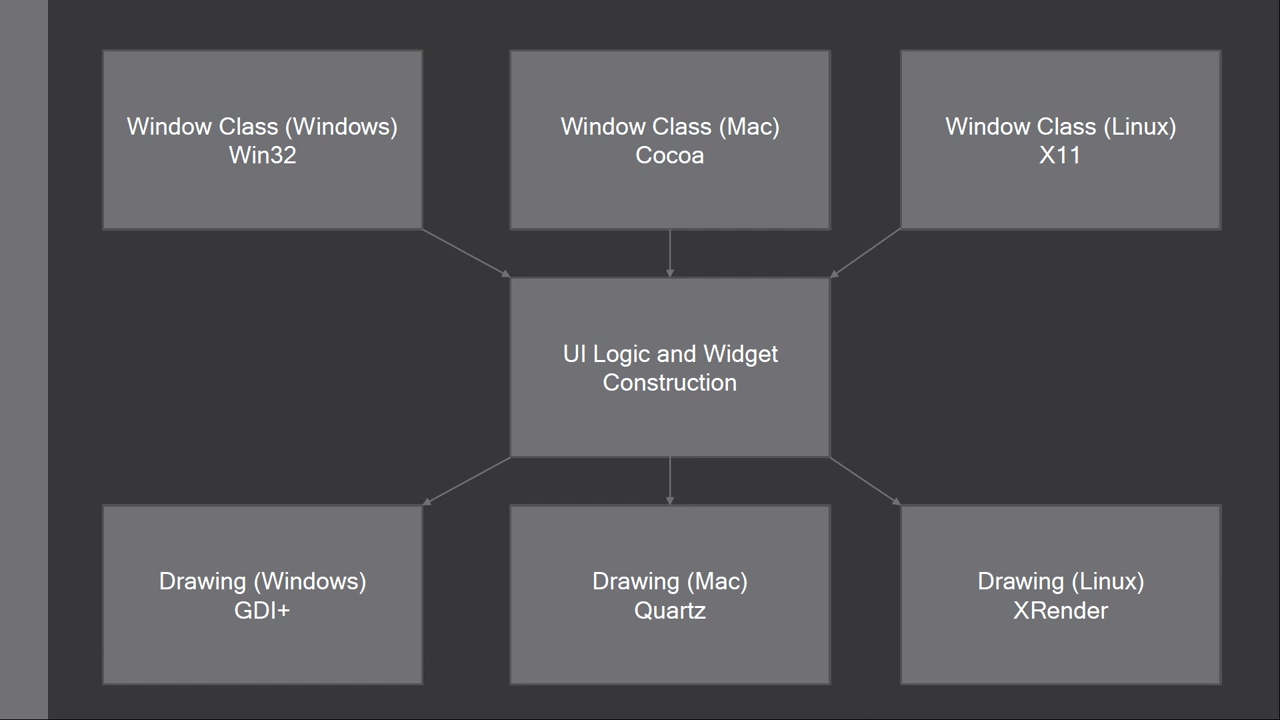 Window Class (Windows)
Win32
Window Class (Mac)
Cocoa
Window Class (Linux)
X11
UI Logic and Widget
Construction
Drawing (Windows)
GDI+
Drawing (Mac)
Quartz
Drawing (Linux)
XRender